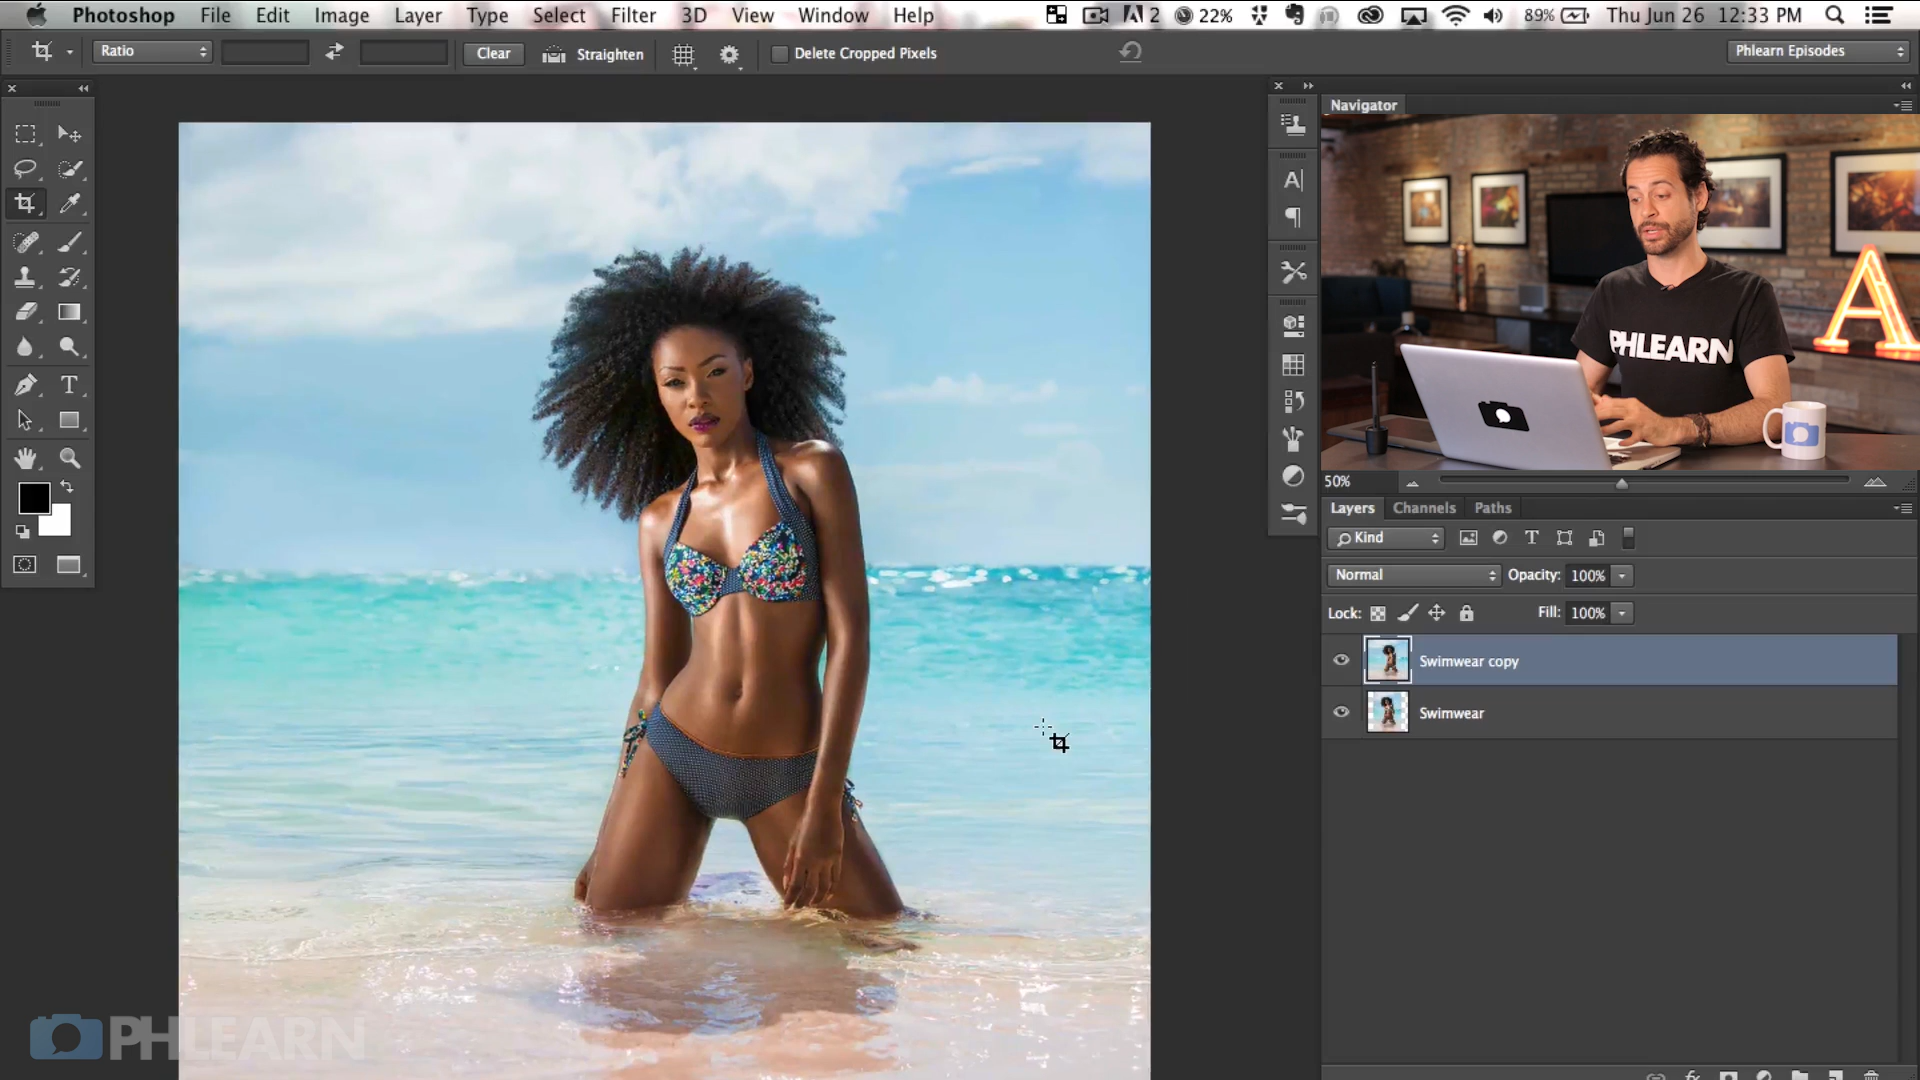 Photoshop File Edit Image Layer Type Select Filter 3D View Window Help 2 22% 89% Thu Jun 26 12:33 PM
Ratio Clear Straighten Delete Cropped Pixels Phlearn Episodes
Navigator
PHLEARN
50%
Layers Channels Paths
Kind
Normal Opacity: 100%
Lock: Fill: 100%
Swimwear copy
Swimwear
PHLEARN